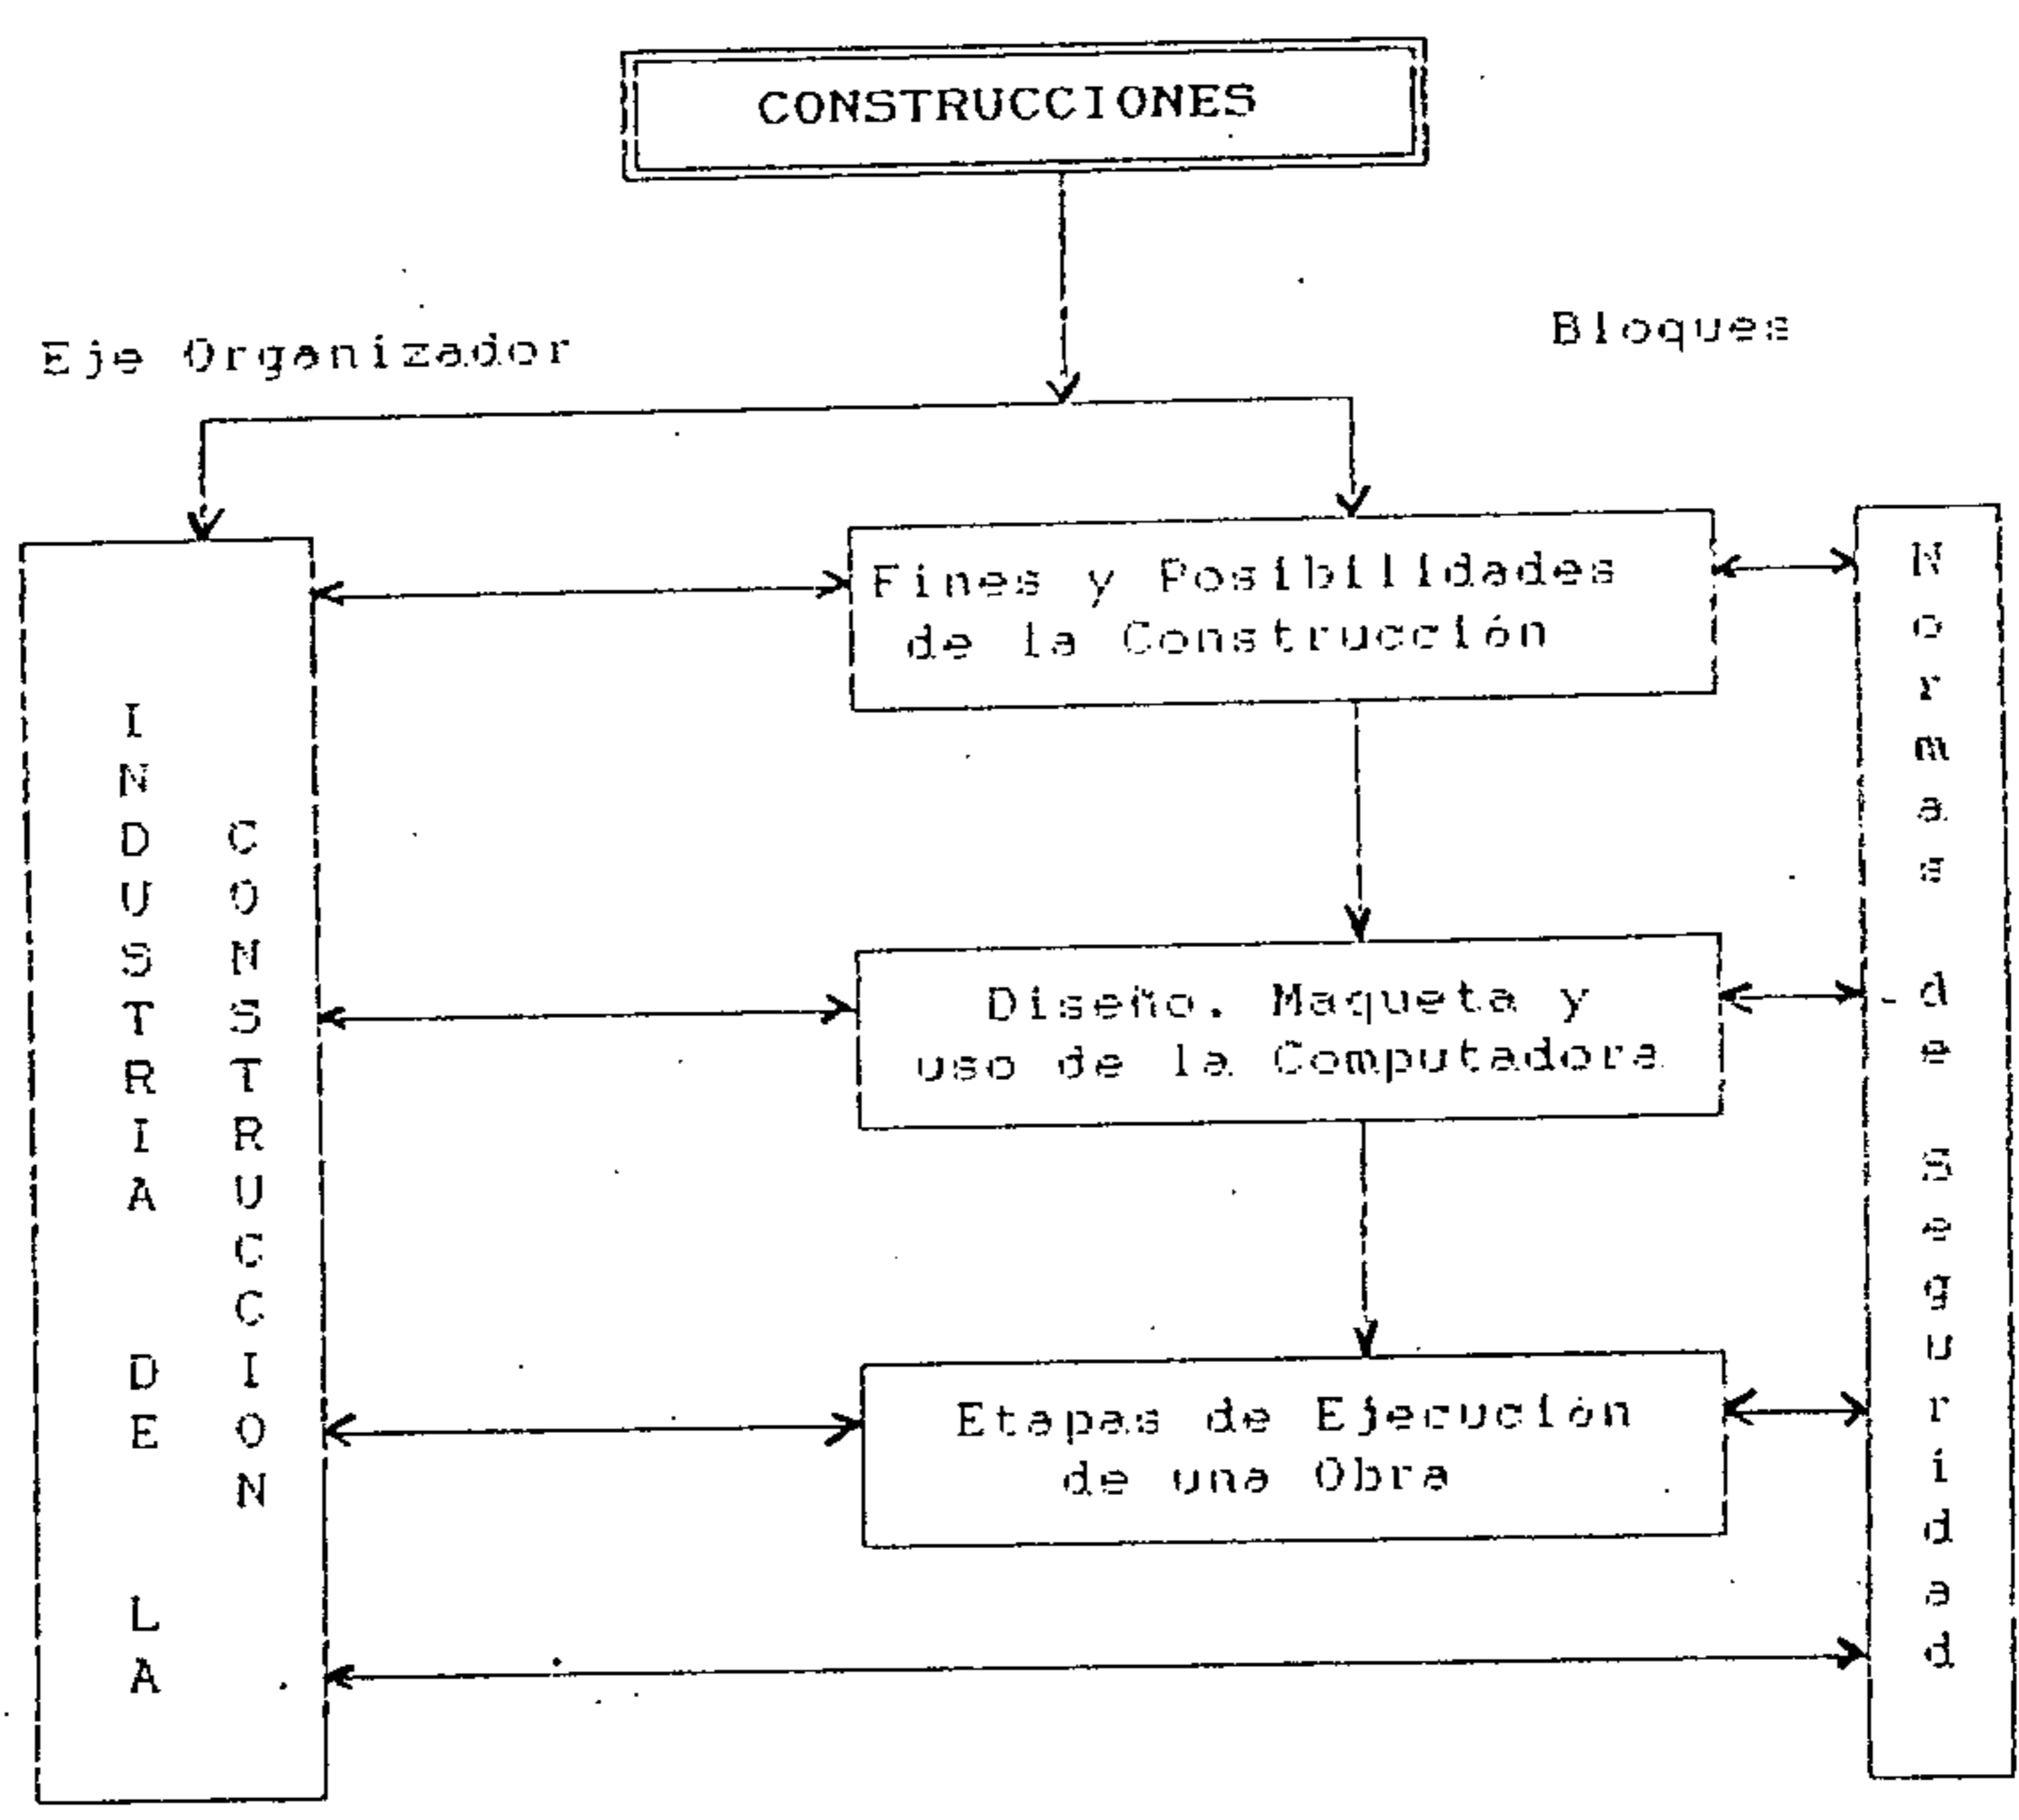 CONSTRUCCIONES
Eje Organizador
Bloques
INDUSTRIA DE LA
CONSTRUCCION
Fines y Posibilidades
de la Construcción
Diseño. Maqueta y
uso de la Computadora
Etapas de Ejecución
de una Obra
Normas de Seguridad